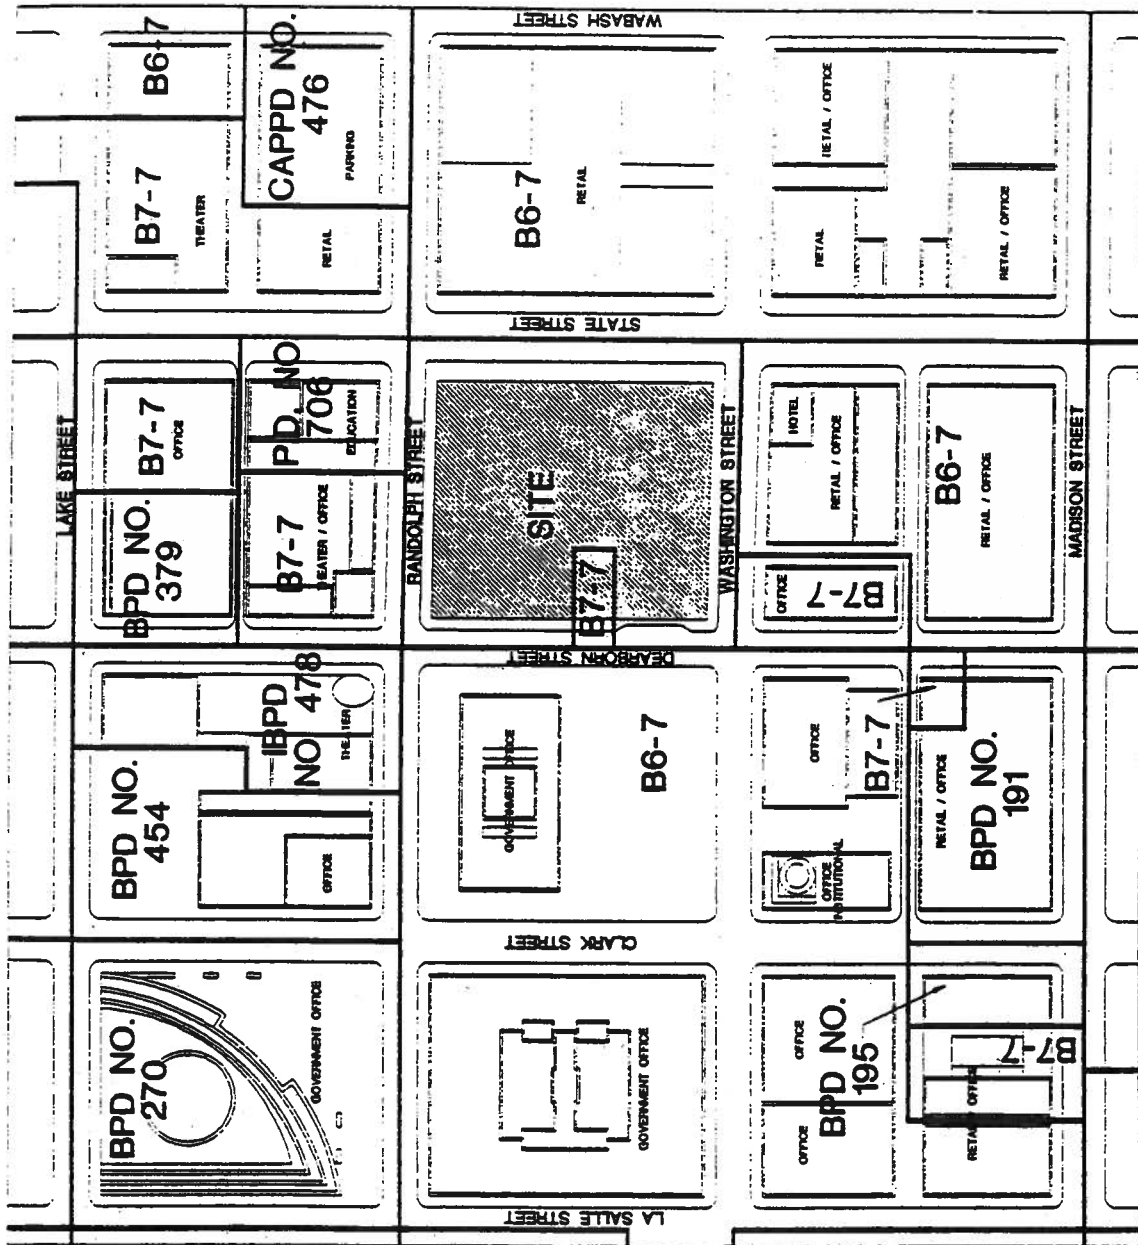 WABASH STREET
B6-7
CAPPD NO.
476
PARKING
B7-7
THEATER
RETAIL
B6-7
RETAIL
RETAIL / OFFICE
RETAIL
RETAIL / OFFICE
STATE STREET
LAKE STREET
B7-7
OFFICE
BPD NO.
379
P.D. NO
706
EDUCATION
B7-7
THEATER / OFFICE
RANDOLPH STREET
SITE
B7-7
WASHINGTON STREET
HOTEL
RETAIL / OFFICE
OFFICE
B7-7
B6-7
RETAIL / OFFICE
MADISON STREET
DEARBORN STREET
BPD NO.
454
IBPD
NO 478
THEATER
OFFICE
GOVERNMENT OFFICE
B6-7
OFFICE
B7-7
OFFICE
INSTITUTIONAL
RETAIL / OFFICE
BPD NO.
191
CLARK STREET
BPD NO.
270
GOVERNMENT OFFICE
GOVERNMENT OFFICE
OFFICE
OFFICE
BPD NO.
195
B7-7
RETAIL / OFFICE
LA SALLE STREET